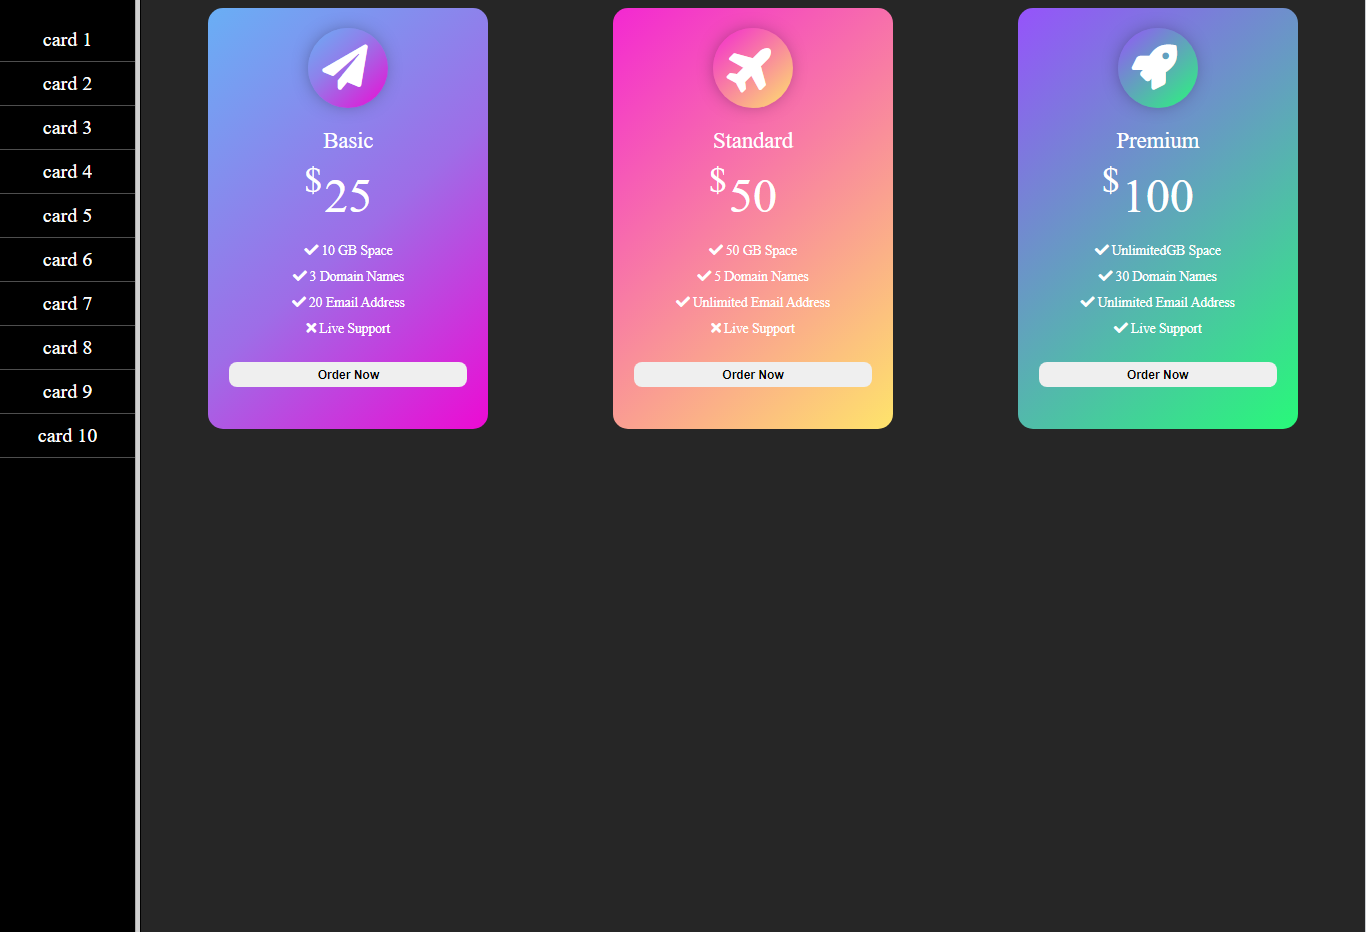 card 1
card 2
card 3
card 4
card 5
card 6
card 7
card 8
card 9
card 10
Basic
$25
10 GB Space
3 Domain Names
20 Email Address
Live Support
Order Now
Standard
$50
50 GB Space
5 Domain Names
Unlimited Email Address
Live Support
Order Now
Premium
$100
UnlimitedGB Space
30 Domain Names
Unlimited Email Address
Live Support
Order Now